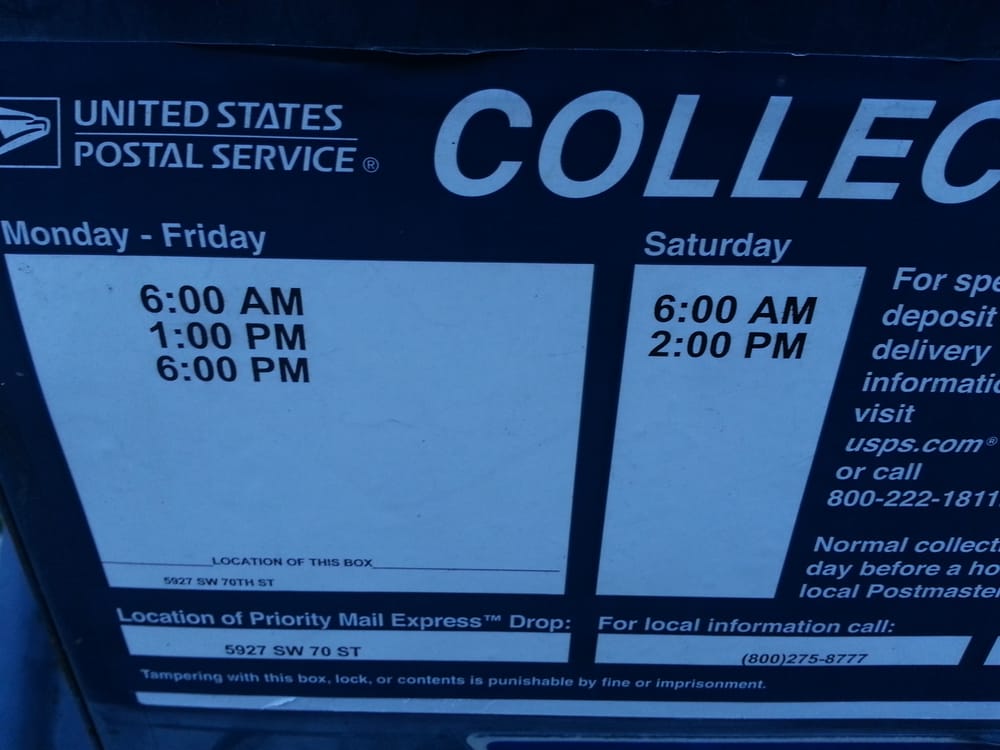 UNITED STATES
POSTAL SERVICE®
COLLEC
Monday - Friday
6:00 AM
1:00 PM
6:00 PM
LOCATION OF THIS BOX
5927 SW 70TH ST
Saturday
6:00 AM
2:00 PM
For spe
deposit
delivery
informatio
visit
usps.com®
or call
800-222-1811
Normal collect
day before a ho
local Postmaster
Location of Priority Mail Express™ Drop:
5927 SW 70 ST
For local information call:
(800)275-8777
Tampering with this box, lock, or contents is punishable by fine or imprisonment.